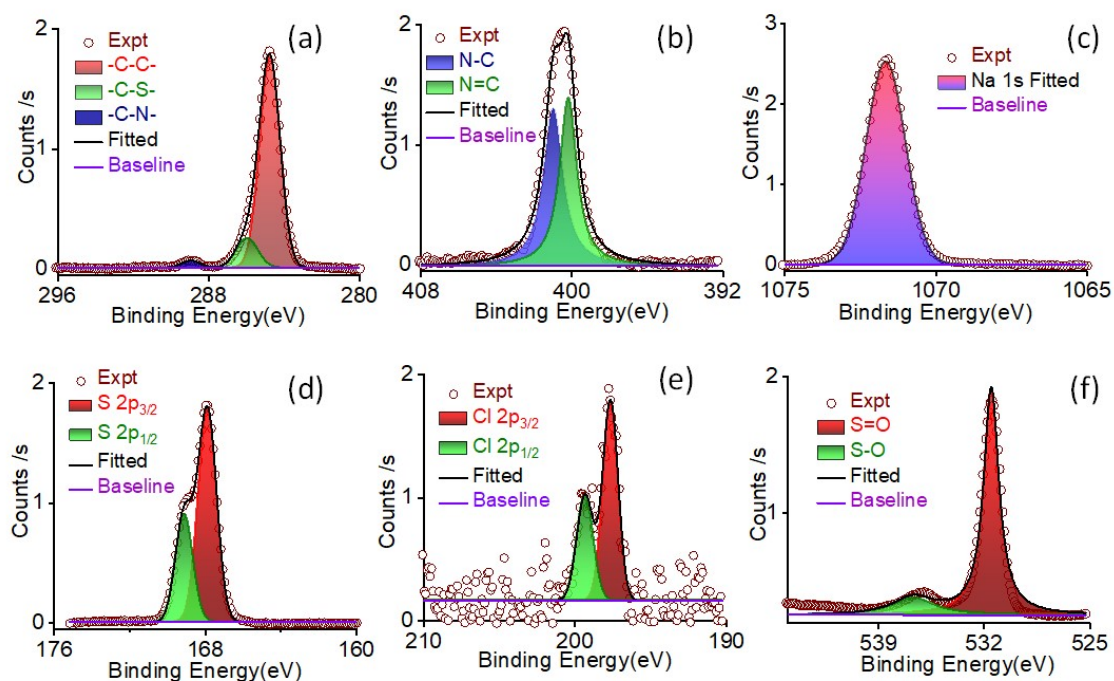 (a)
2
1
0
Counts /s
Expt
-C-C-
-C-S-
-C-N-
Fitted
Baseline
296
288
280
Binding Energy(eV)
(b)
2
1
0
Counts /s
Expt
N-C
N=C
Fitted
Baseline
408
400
392
Binding Energy(eV)
(c)
3
2
1
0
Counts /s
Expt
Na 1s Fitted
Baseline
1075
1070
1065
Binding Energy(eV)
(d)
2
1
0
Counts /s
Expt
S 2p3/2
S 2p1/2
Fitted
Baseline
176
168
160
Binding Energy(eV)
(e)
2
1
0
Counts /s
Expt
Cl 2p3/2
Cl 2p1/2
Fitted
Baseline
210
200
190
Binding Energy(eV)
(f)
2
Counts /s
Expt
S=O
S-O
Fitted
Baseline
539
532
525
Binding Energy(eV)